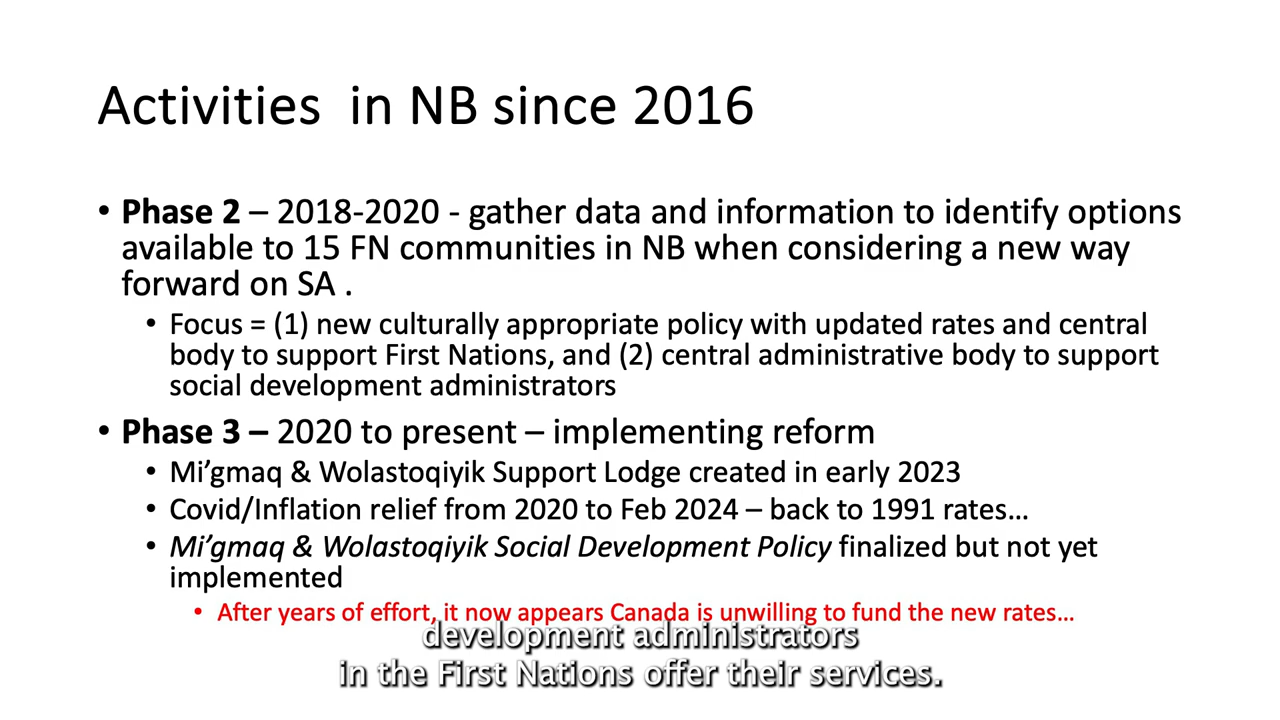 Activities  in NB since 2016
• Phase 2 – 2018-2020 - gather data and information to identify options
available to 15 FN communities in NB when considering a new way
forward on SA .
• Focus = (1) new culturally appropriate policy with updated rates and central
body to support First Nations, and (2) central administrative body to support
social development administrators
• Phase 3 – 2020 to present – implementing reform
• Mi’gmaq & Wolastoqiyik Support Lodge created in early 2023
• Covid/Inflation relief from 2020 to Feb 2024 – back to 1991 rates…
• Mi’gmaq & Wolastoqiyik Social Development Policy finalized but not yet
implemented
• After years of effort, it now appears Canada is unwilling to fund the new rates…
development administrators
in the First Nations offer their services.